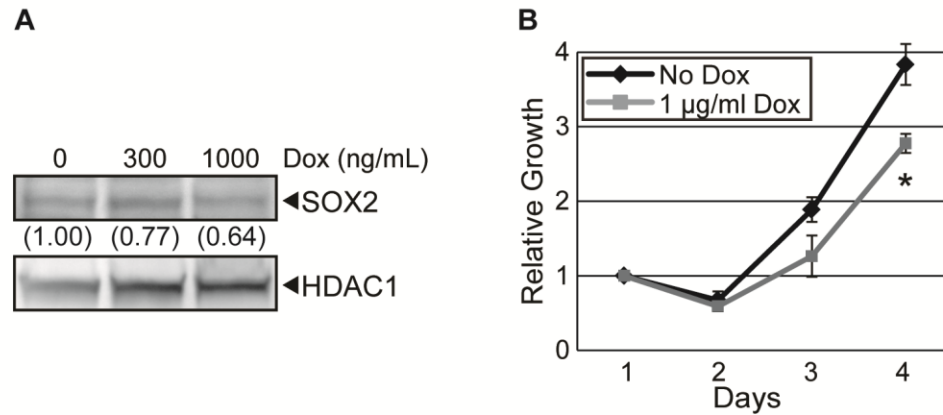 A
0 300 1000 Dox (ng/mL)
◄SOX2
(1.00) (0.77) (0.64)
◄HDAC1
B
Relative Growth
4
3
2
1
0
No Dox
1 µg/ml Dox
*
1 2 3 4
Days